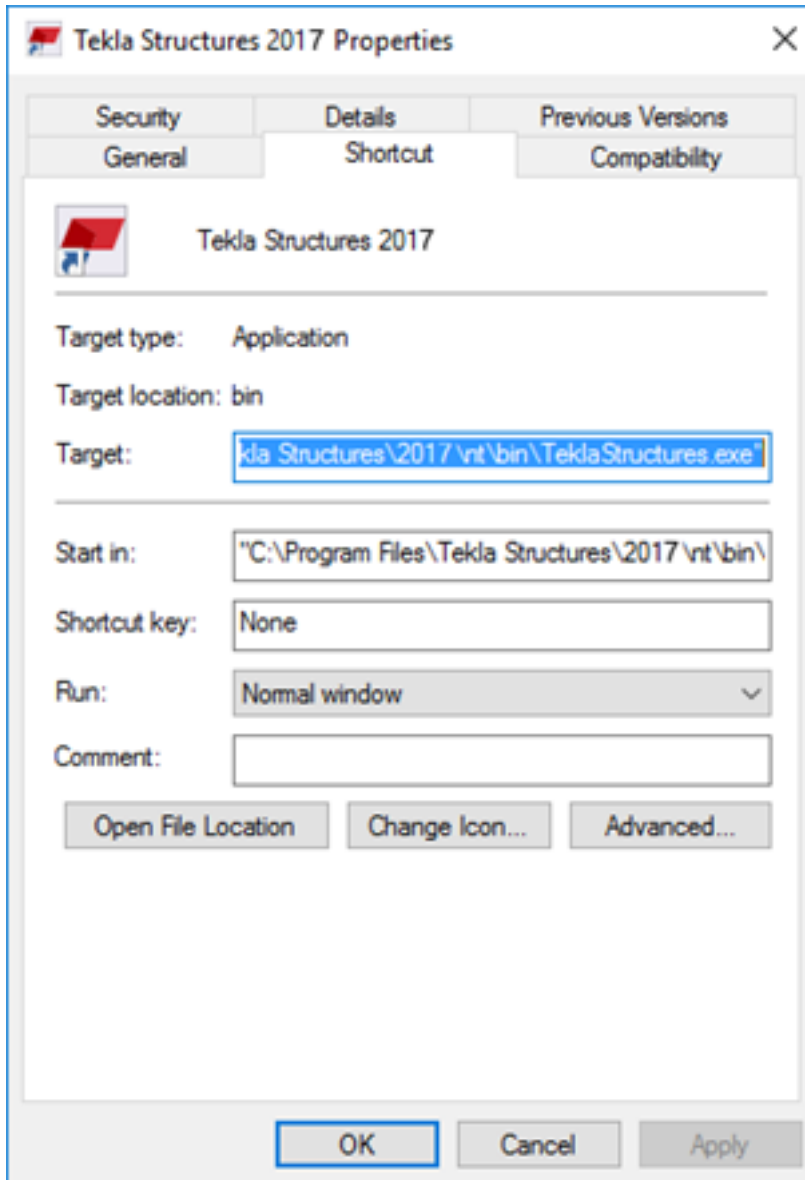 Tekla Structures 2017 Properties
Security Details Previous Versions
General Shortcut Compatibility
Tekla Structures 2017
Target type: Application
Target location: bin
Target: kla Structures\2017\nt\bin\TeklaStructures.exe"
Start in: "C:\Program Files\Tekla Structures\2017\nt\bin\
Shortcut key: None
Run: Normal window
Comment:
Open File Location Change Icon... Advanced...
OK Cancel Apply